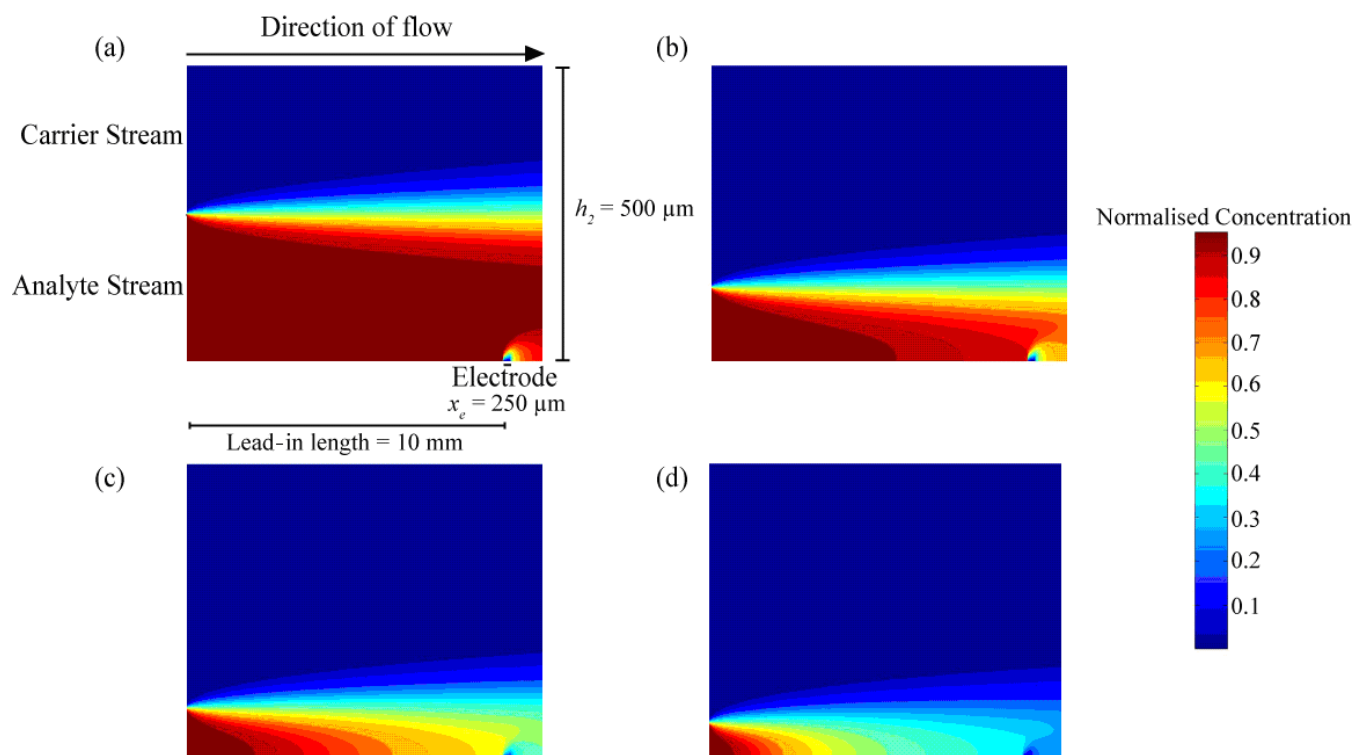 Direction of flow
(a)
(b)
Carrier Stream
h2 = 500 µm
Analyte Stream
Electrode
xe = 250 µm
Lead-in length = 10 mm
Normalised Concentration
0.9
0.8
0.7
0.6
0.5
0.4
0.3
0.2
0.1
(c)
(d)